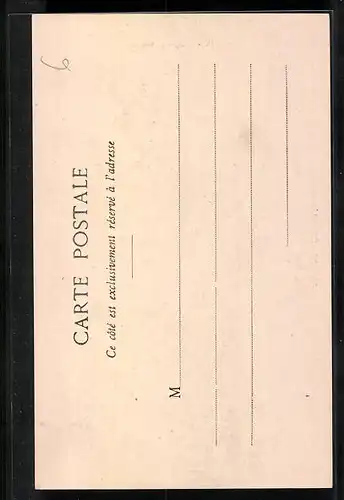 6
CARTE POSTALE
Ce côté est exclusivement réservé à l'adresse
M